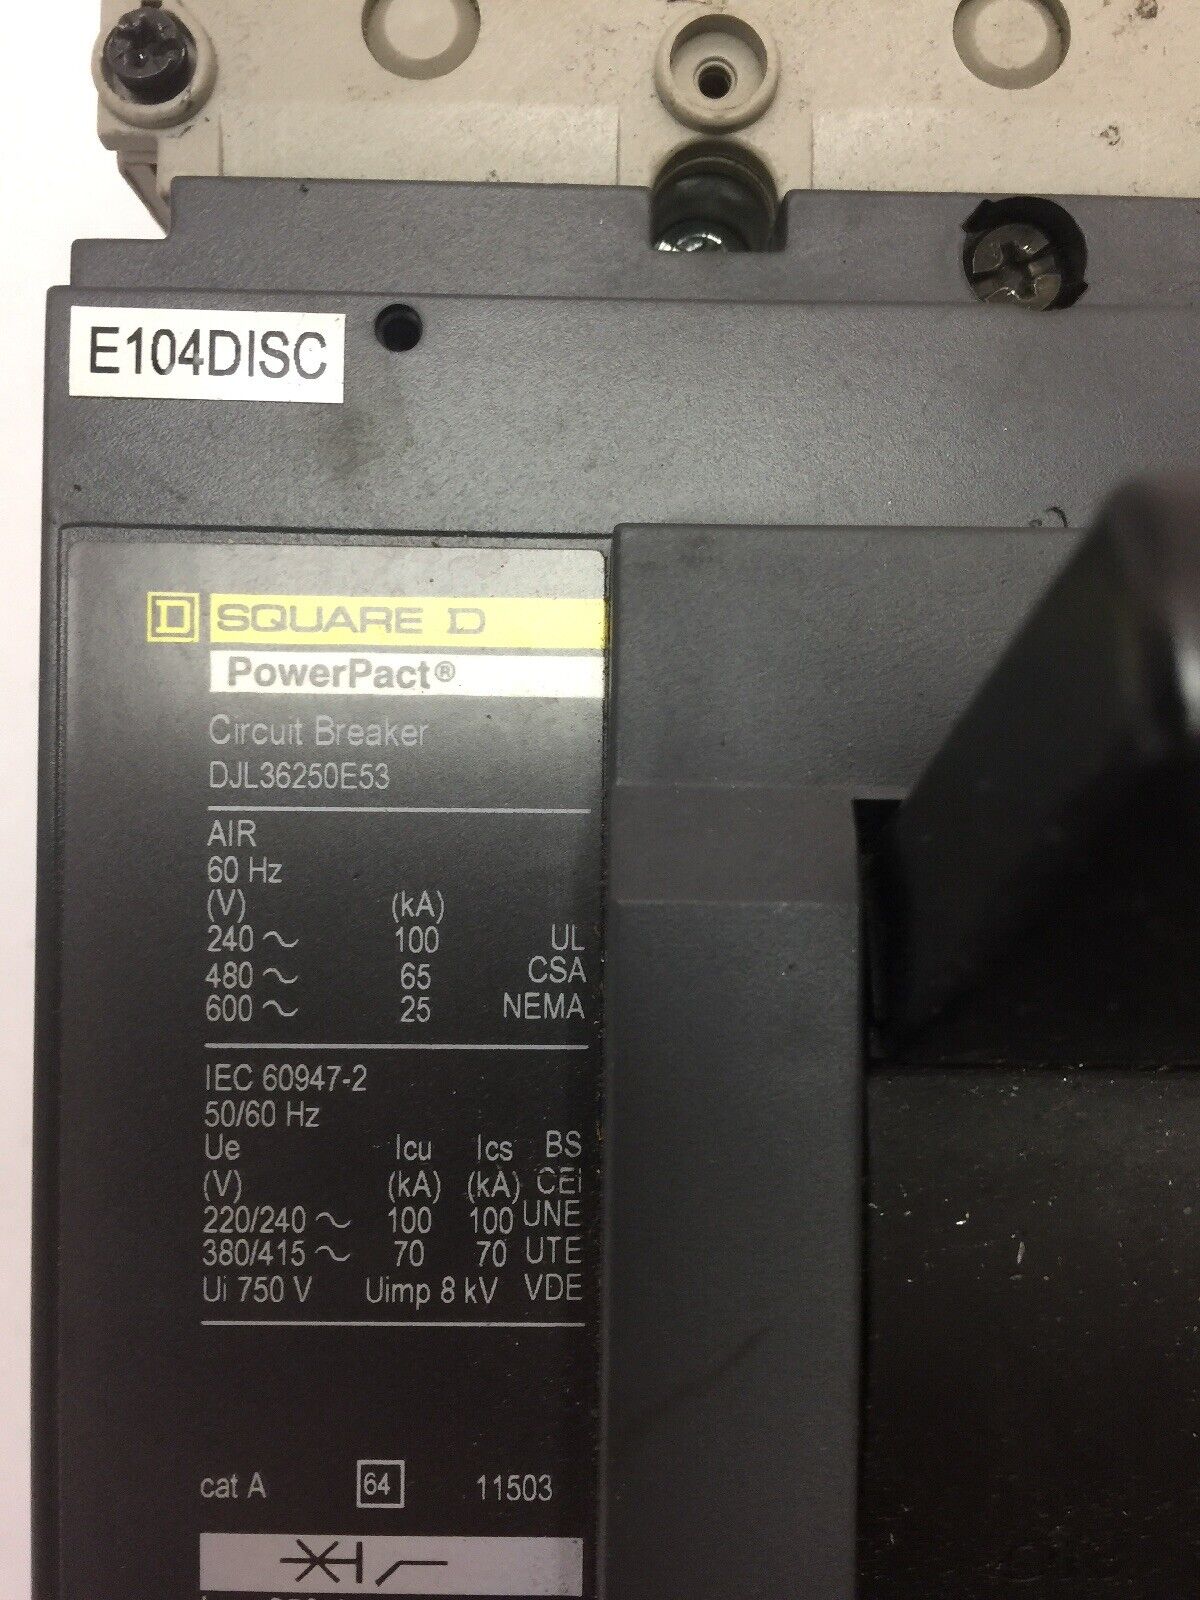 E104DISC
D SQUARE D
PowerPact®
Circuit Breaker
DJL36250E53
AIR
60 Hz
(V) (kA)
240 ~ 100 UL
480 ~ 65 CSA
600 ~ 25 NEMA
IEC 60947-2
50/60 Hz
Ue Icu Ics BS
(V) (kA) (kA) CEI
220/240 ~ 100 100 UNE
380/415 ~ 70 70 UTE
Ui 750 V Uimp 8 kV VDE
cat A 64 11503